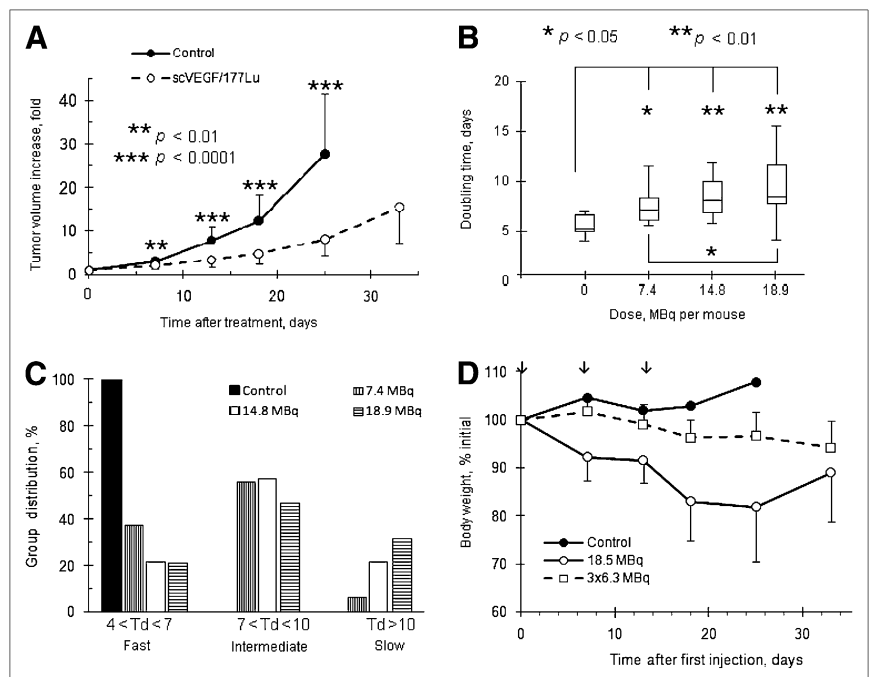 A
Control
scVEGF/177Lu
Tumor volume increase, fold
40
30
20
10
0
** p < 0.01
*** p < 0.0001
**
***
***
***
0
10
20
30
Time after treatment, days
B
* p < 0.05
** p < 0.01
Doubling time, days
20
15
10
5
0
*
**
**
*
0
7.4
14.8
18.9
Dose, MBq per mouse
C
Control
7.4 MBq
14.8 MBq
18.9 MBq
Group distribution, %
100
80
60
40
20
0
4 < Td < 7
7 < Td < 10
Td > 10
Fast
Intermediate
Slow
D
Body weight, % initial
110
100
90
80
70
60
Control
18.5 MBq
3x6.3 MBq
0
10
20
30
Time after first injection, days